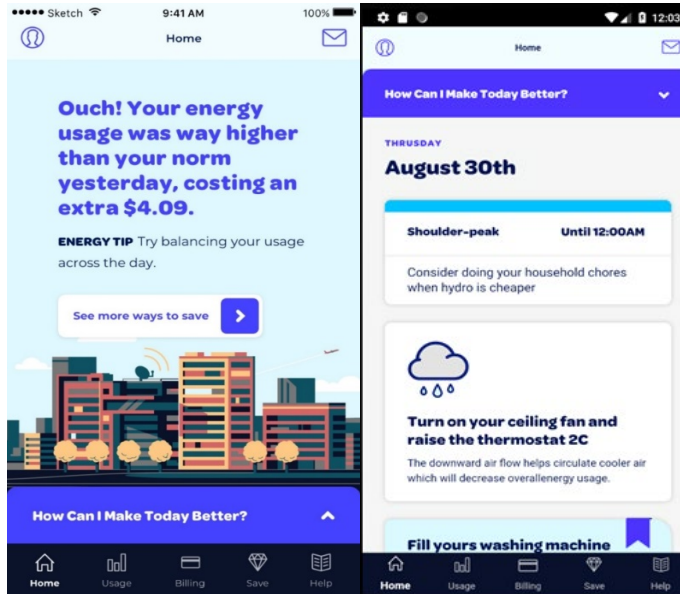 Sketch 9:41 AM 100%
Home
Ouch! Your energy
usage was way higher
than your norm
yesterday, costing an
extra $4.09.
ENERGY TIP Try balancing your usage
across the day.
See more ways to save
How Can I Make Today Better?
Home Usage Billing Save Help
12:03
Home
How Can I Make Today Better?
THRUSDAY
August 30th
Shoulder-peak Until 12:00AM
Consider doing your household chores
when hydro is cheaper
Turn on your ceiling fan and
raise the thermostat 2C
The downward air flow helps circulate cooler air
which will decrease overallenergy usage.
Fill yours washing machine
Home Usage Billing Save Help